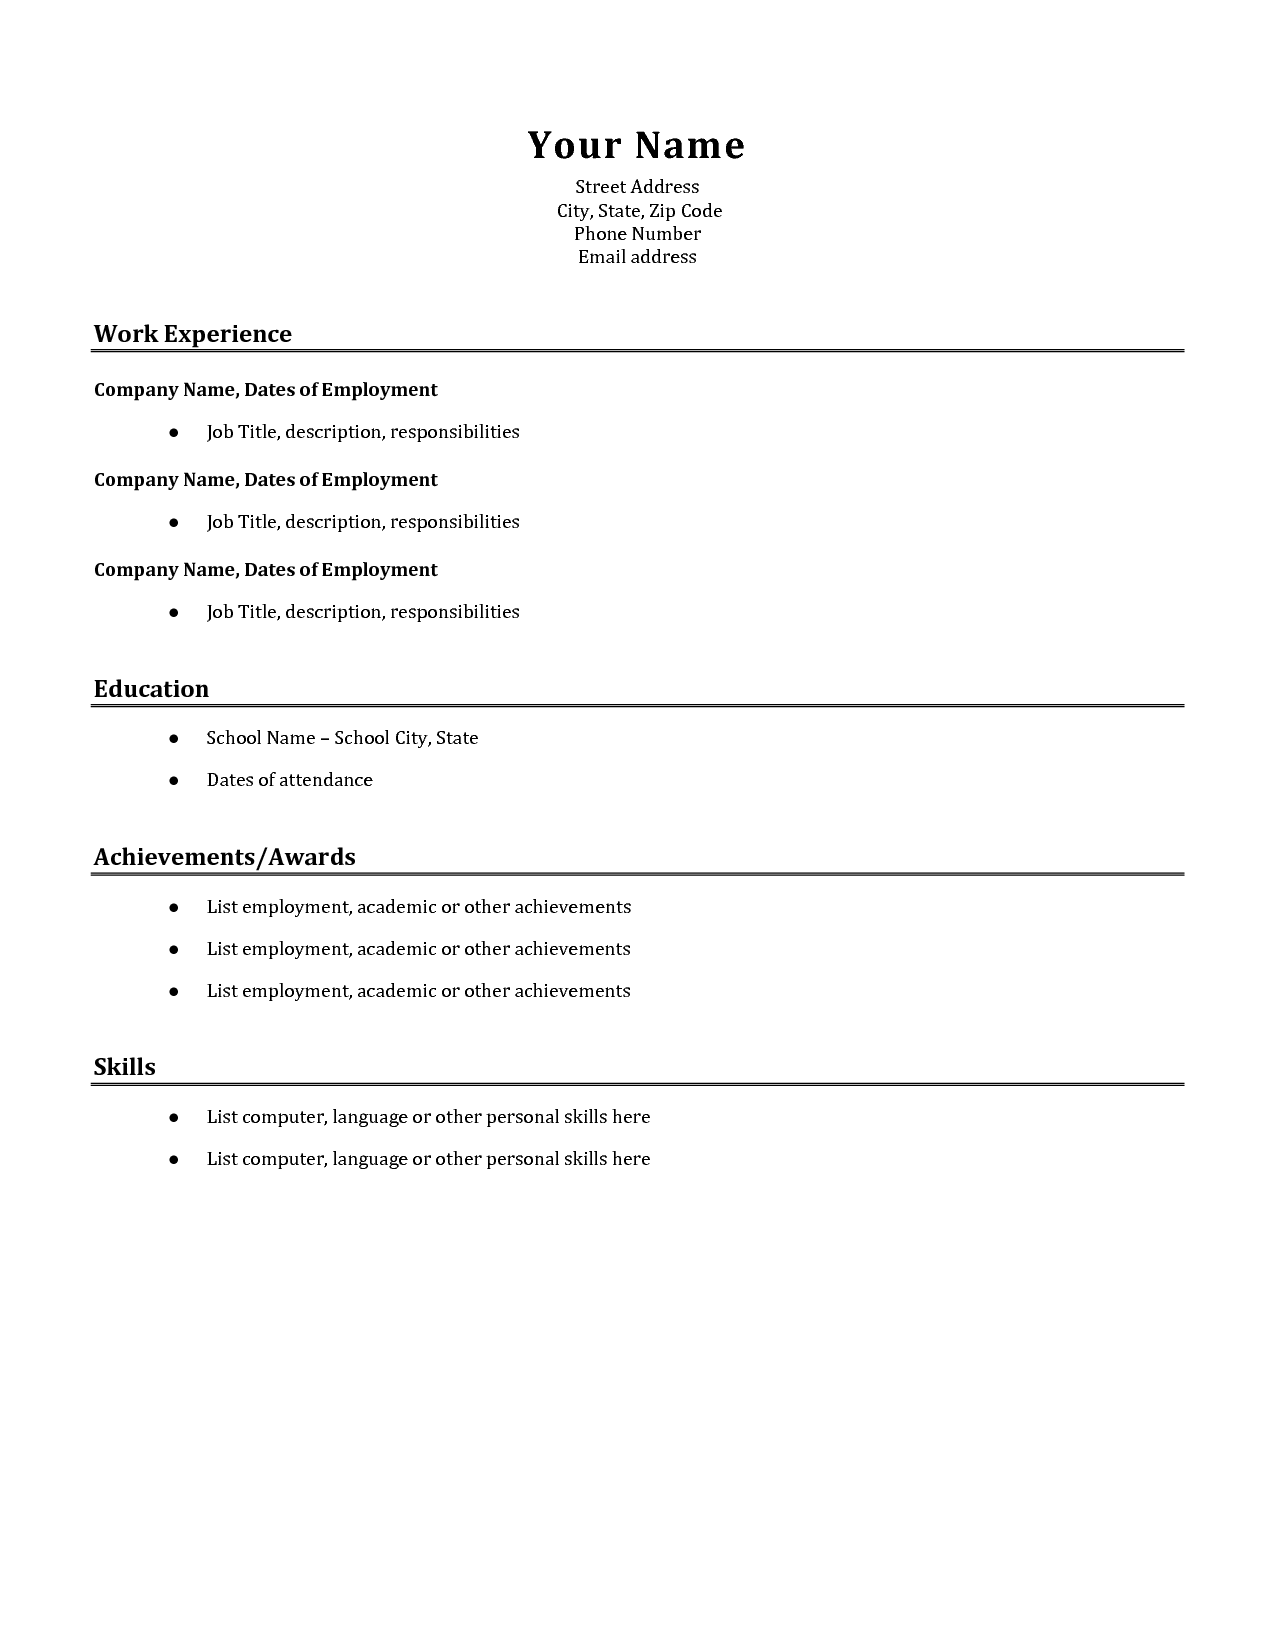 Your Name
Street Address
City, State, Zip Code
Phone Number
Email address
Work Experience
Company Name, Dates of Employment
● Job Title, description, responsibilities
Company Name, Dates of Employment
● Job Title, description, responsibilities
Company Name, Dates of Employment
● Job Title, description, responsibilities
Education
● School Name – School City, State
● Dates of attendance
Achievements/Awards
● List employment, academic or other achievements
● List employment, academic or other achievements
● List employment, academic or other achievements
Skills
● List computer, language or other personal skills here
● List computer, language or other personal skills here